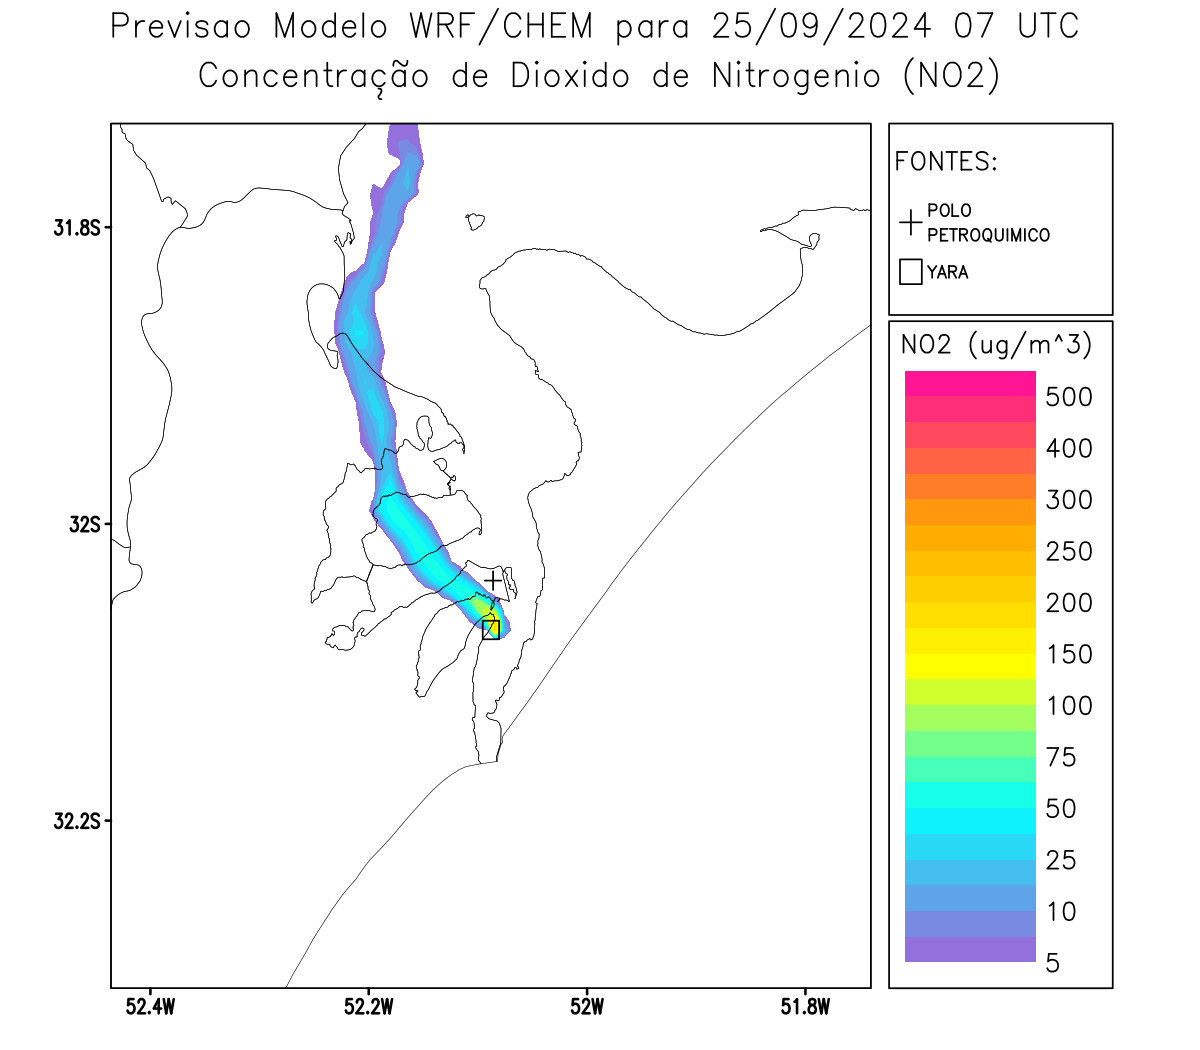 Previsao Modelo WRF/CHEM para 25/09/2024 07 UTC
Concentração de Dioxido de Nitrogenio (NO2)
FONTES:
POLO
PETROQUIMICO
YARA
31.8S
32S
32.2S
52.4W
52.2W
52W
51.8W
NO2 (ug/m^3)
500
400
300
250
200
150
100
75
50
25
10
5